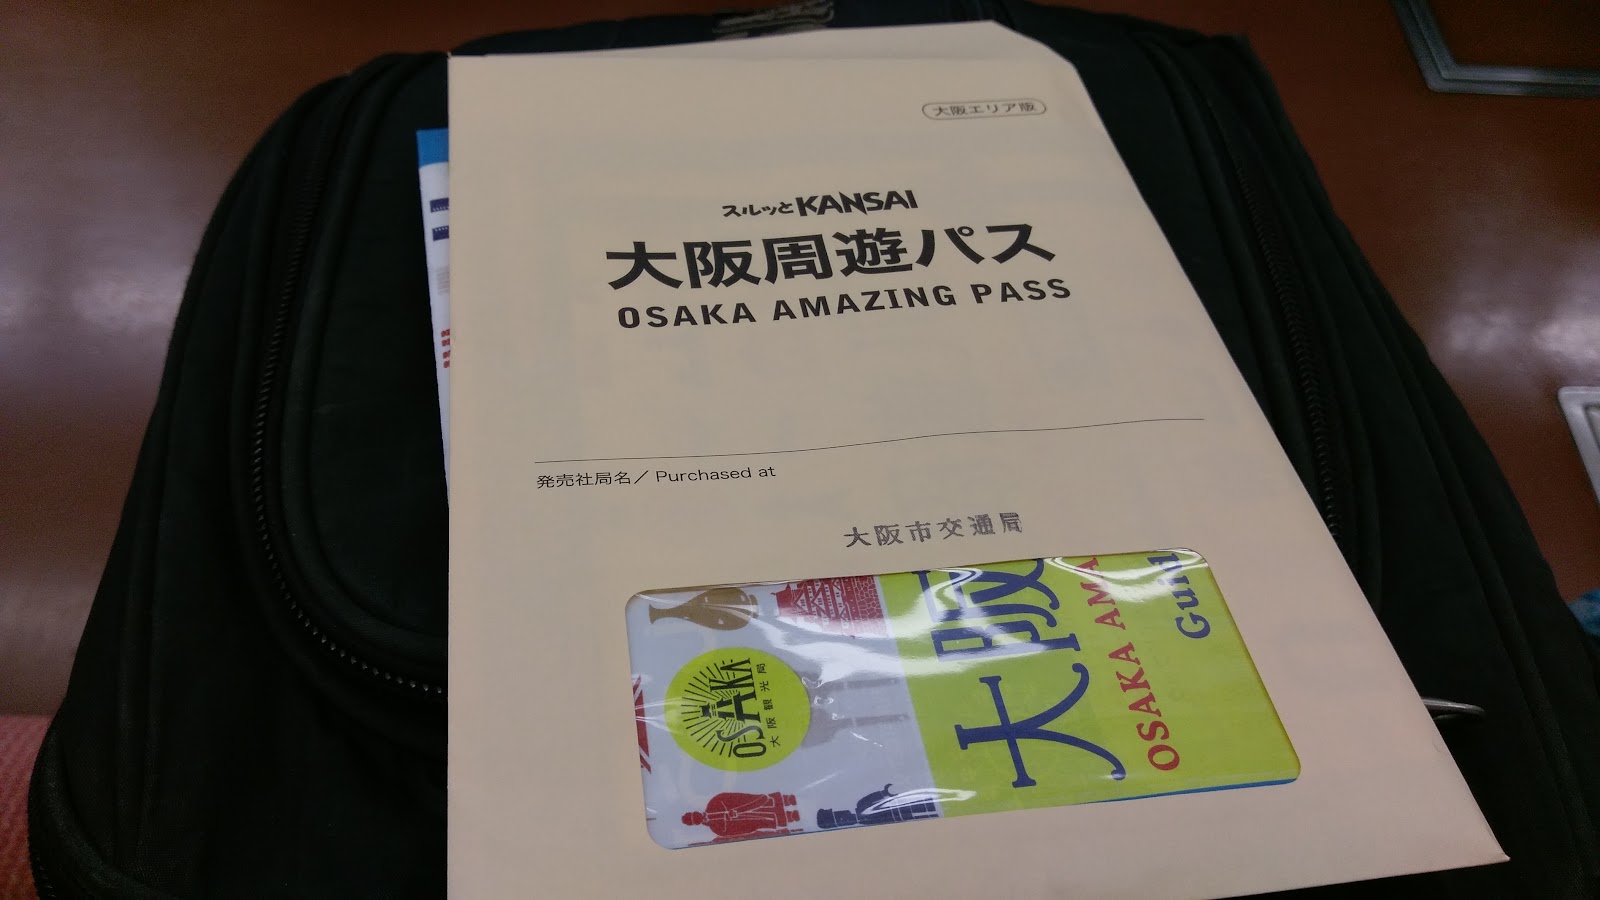 大阪エリア版
スルッとKANSAI
大阪周遊パス
OSAKA AMAZING PASS
発売社局名／Purchased at
大阪市交通局
OSAKA
大阪観光局
大阪
OSAKA AMA
Guid